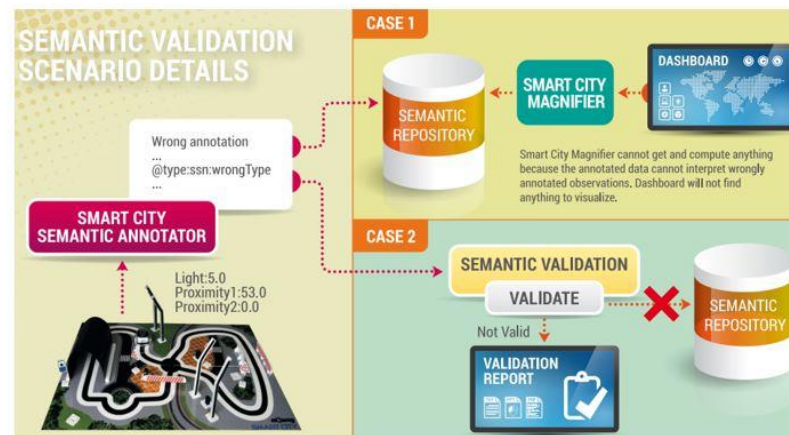 SEMANTIC VALIDATION
SCENARIO DETAILS
Wrong annotation
...
@type:ssn:wrongType
...
SMART CITY
SEMANTIC ANNOTATOR
Light:5.0
Proximity1:53.0
Proximity2:0.0
CASE 1
SEMANTIC
REPOSITORY
SMART CITY
MAGNIFIER
DASHBOARD
Smart City Magnifier cannot get and compute anything
because the annotated data cannot interpret wrongly
annotated observations. Dashboard will not find
anything to visualize.
CASE 2
SEMANTIC VALIDATION
VALIDATE
Not Valid
SEMANTIC
REPOSITORY
VALIDATION
REPORT